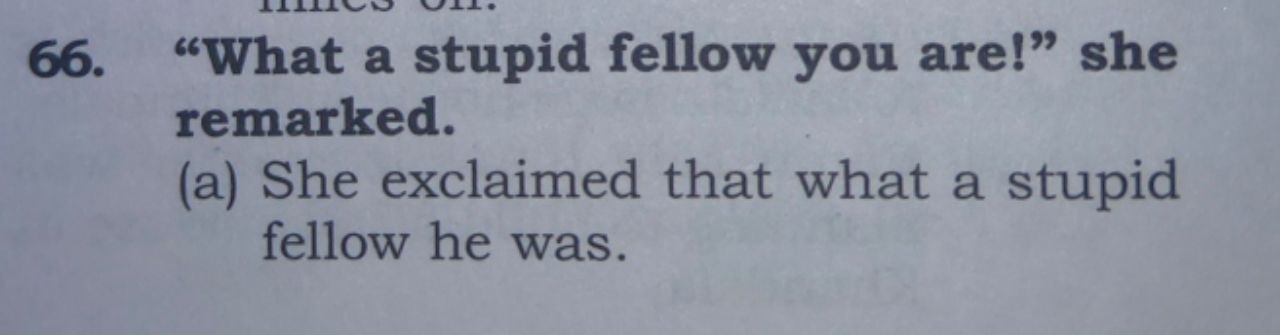 66. “What a stupid fellow you are!” she
remarked.
(a) She exclaimed that what a stupid
fellow he was.